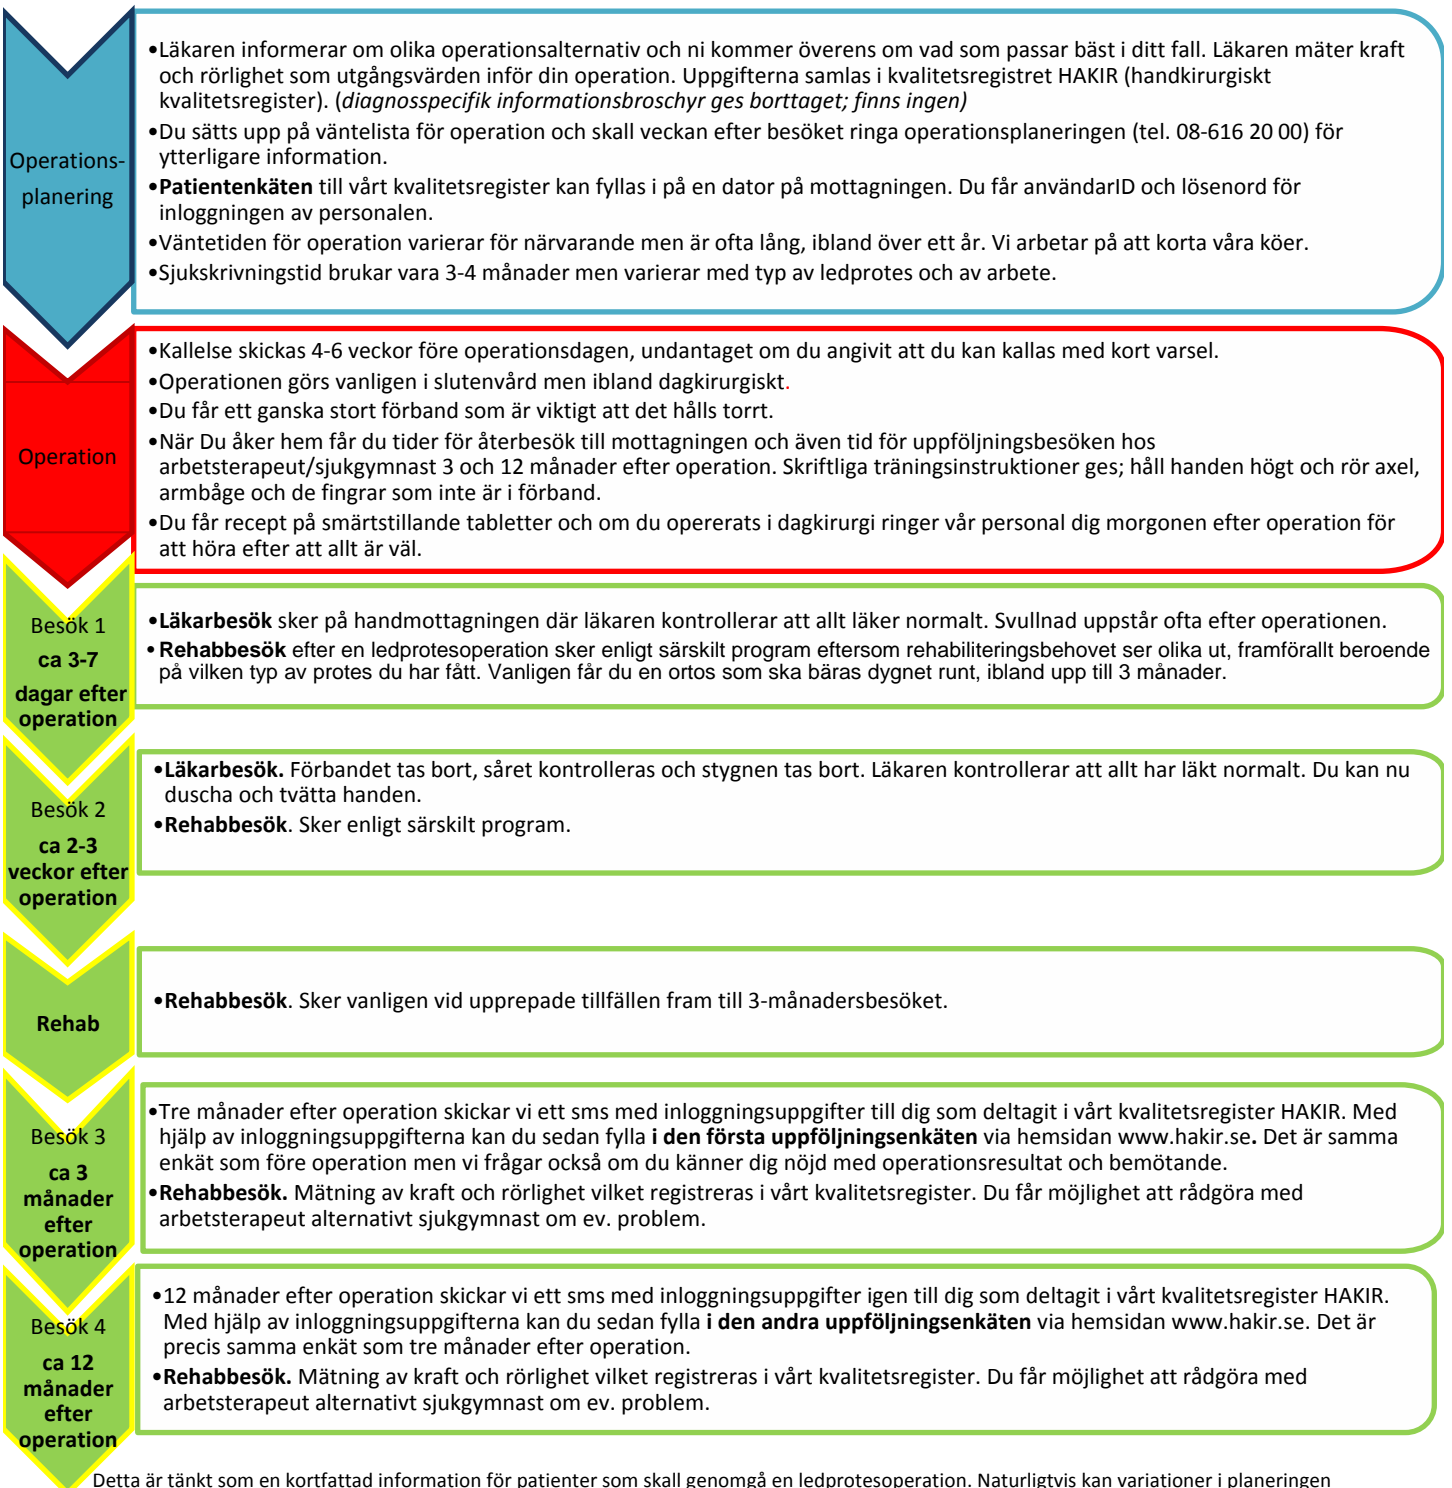 Operations-
planering
•Läkaren informerar om olika operationsalternativ och ni kommer överens om vad som passar bäst i ditt fall. Läkaren mäter kraft
och rörlighet som utgångsvärden inför din operation. Uppgifterna samlas i kvalitetsregistret HAKIR (handkirurgiskt
kvalitetsregister). (diagnosspecifik informationsbroschyr ges borttaget; finns ingen)
•Du sätts upp på väntelista för operation och skall veckan efter besöket ringa operationsplaneringen (tel. 08-616 20 00) för
ytterligare information.
•Patientenkäten till vårt kvalitetsregister kan fyllas i på en dator på mottagningen. Du får användarID och lösenord för
inloggningen av personalen.
•Väntetiden för operation varierar för närvarande men är ofta lång, ibland över ett år. Vi arbetar på att korta våra köer.
•Sjukskrivningstid brukar vara 3-4 månader men varierar med typ av ledprotes och av arbete.
Operation
•Kallelse skickas 4-6 veckor före operationsdagen, undantaget om du angivit att du kan kallas med kort varsel.
•Operationen görs vanligen i slutenvård men ibland dagkirurgiskt.
•Du får ett ganska stort förband som är viktigt att det hålls torrt.
•När Du åker hem får du tider för återbesök till mottagningen och även tid för uppföljningsbesöken hos
arbetsterapeut/sjukgymnast 3 och 12 månader efter operation. Skriftliga träningsinstruktioner ges; håll handen högt och rör axel,
armbåge och de fingrar som inte är i förband.
•Du får recept på smärtstillande tabletter och om du opererats i dagkirurgi ringer vår personal dig morgonen efter operation för
att höra efter att allt är väl.
Besök 1
ca 3-7
dagar efter
operation
•Läkarbesök sker på handmottagningen där läkaren kontrollerar att allt läker normalt. Svullnad uppstår ofta efter operationen.
•Rehabbesök efter en ledprotesoperation sker enligt särskilt program eftersom rehabiliteringsbehovet ser olika ut, framförallt beroende
på vilken typ av protes du har fått. Vanligen får du en ortos som ska bäras dygnet runt, ibland upp till 3 månader.
Besök 2
ca 2-3
veckor efter
operation
•Läkarbesök. Förbandet tas bort, såret kontrolleras och stygnen tas bort. Läkaren kontrollerar att allt har läkt normalt. Du kan nu
duscha och tvätta handen.
•Rehabbesök. Sker enligt särskilt program.
Rehab
•Rehabbesök. Sker vanligen vid upprepade tillfällen fram till 3-månadersbesöket.
Besök 3
ca 3
månader
efter
operation
•Tre månader efter operation skickar vi ett sms med inloggningsuppgifter till dig som deltagit i vårt kvalitetsregister HAKIR. Med
hjälp av inloggningsuppgifterna kan du sedan fylla i den första uppföljningsenkäten via hemsidan www.hakir.se. Det är samma
enkät som före operation men vi frågar också om du känner dig nöjd med operationsresultat och bemötande.
•Rehabbesök. Mätning av kraft och rörlighet vilket registreras i vårt kvalitetsregister. Du får möjlighet att rådgöra med
arbetsterapeut alternativt sjukgymnast om ev. problem.
Besök 4
ca 12
månader
efter
operation
•12 månader efter operation skickar vi ett sms med inloggningsuppgifter igen till dig som deltagit i vårt kvalitetsregister HAKIR.
Med hjälp av inloggningsuppgifterna kan du sedan fylla i den andra uppföljningsenkäten via hemsidan www.hakir.se. Det är
precis samma enkät som tre månader efter operation.
•Rehabbesök. Mätning av kraft och rörlighet vilket registreras i vårt kvalitetsregister. Du får möjlighet att rådgöra med
arbetsterapeut alternativt sjukgymnast om ev. problem.
Detta är tänkt som en kortfattad information för patienter som skall genomgå en ledprotesoperation. Naturligtvis kan variationer i planeringen